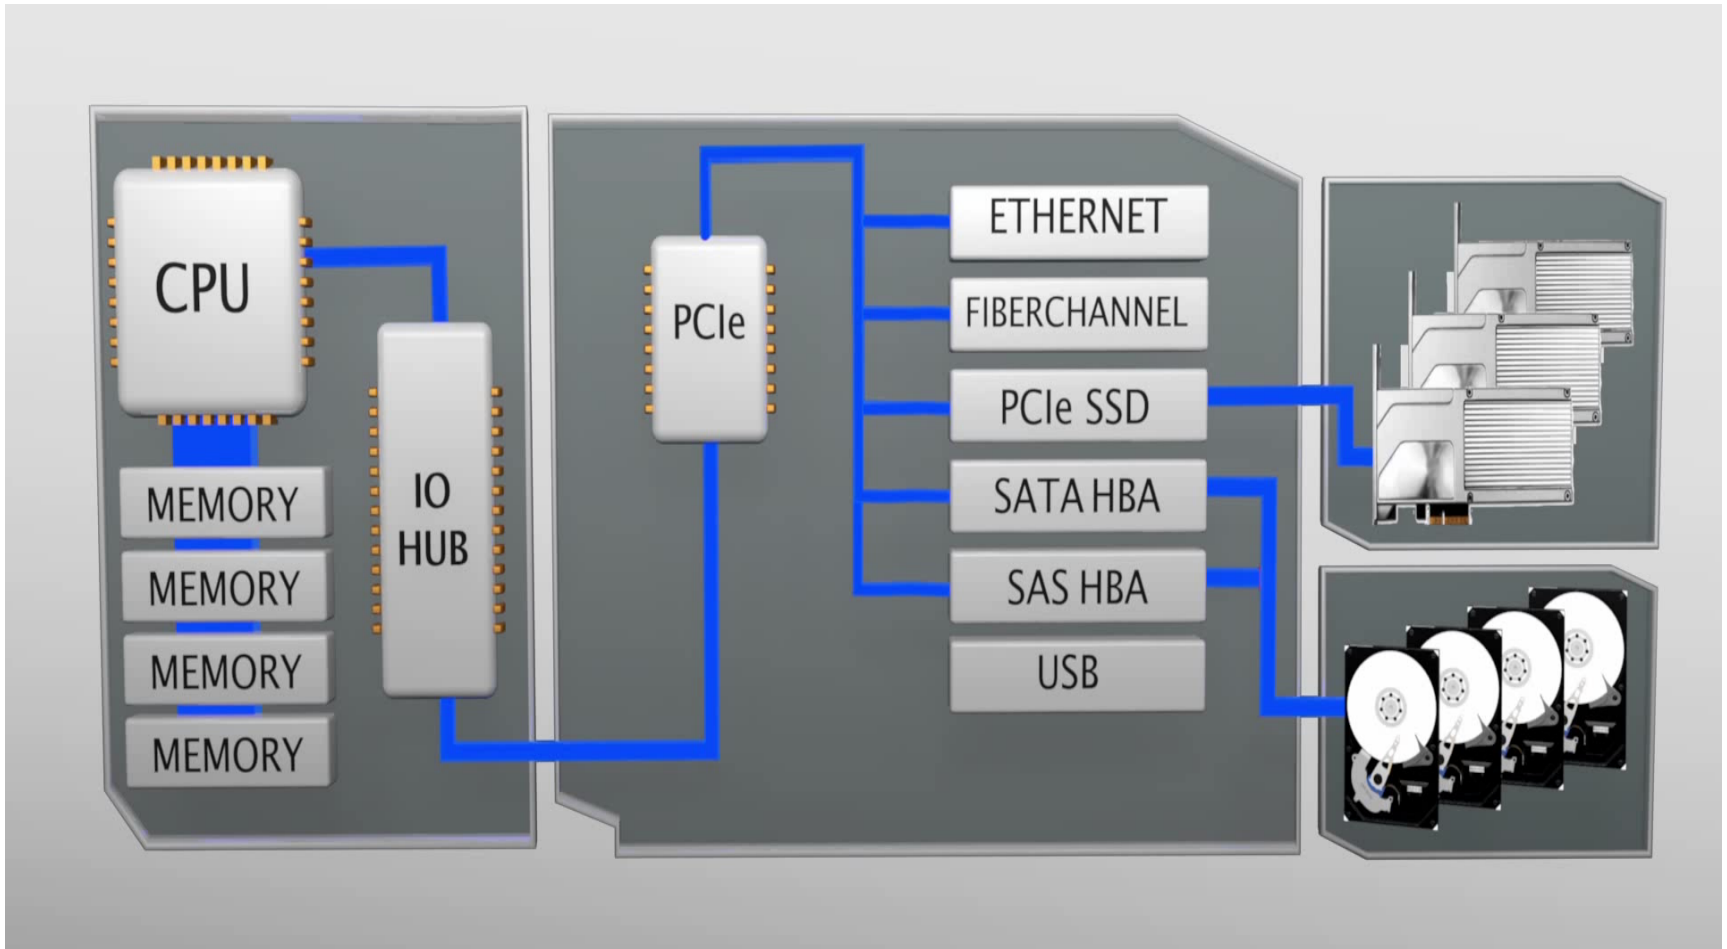 CPU
MEMORY
MEMORY
MEMORY
MEMORY
IO
HUB
PCIe
ETHERNET
FIBERCHANNEL
PCIe SSD
SATA HBA
SAS HBA
USB